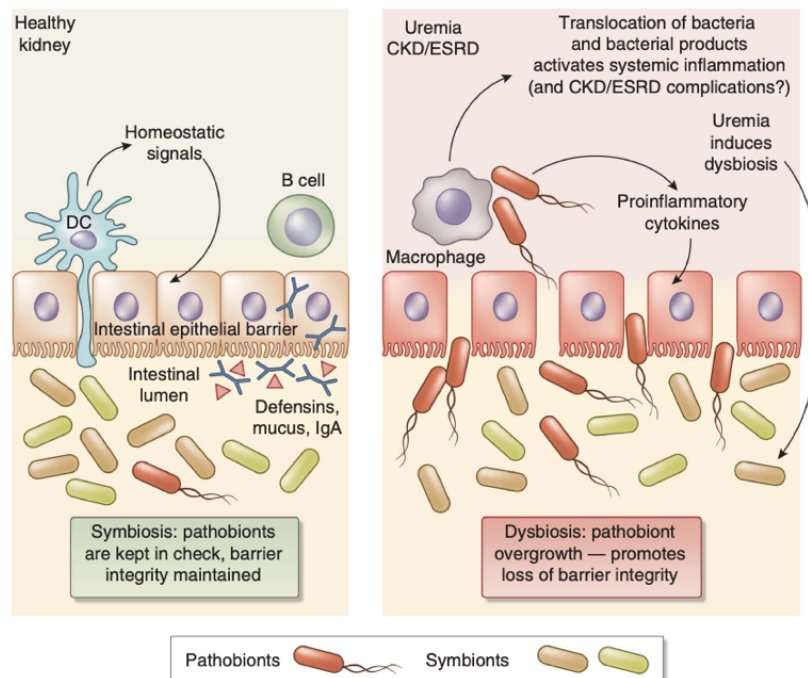 Healthy
kidney
Homeostatic
signals
B cell
DC
Intestinal epithelial barrier
Intestinal
lumen
Defensins,
mucus, IgA
Symbiosis: pathobionts
are kept in check, barrier
integrity maintained
Uremia
CKD/ESRD
Translocation of bacteria
and bacterial products
activates systemic inflammation
(and CKD/ESRD complications?)
Uremia
induces
dysbiosis
Proinflammatory
cytokines
Macrophage
Dysbiosis: pathobiont
overgrowth — promotes
loss of barrier integrity
Pathobionts
Symbionts